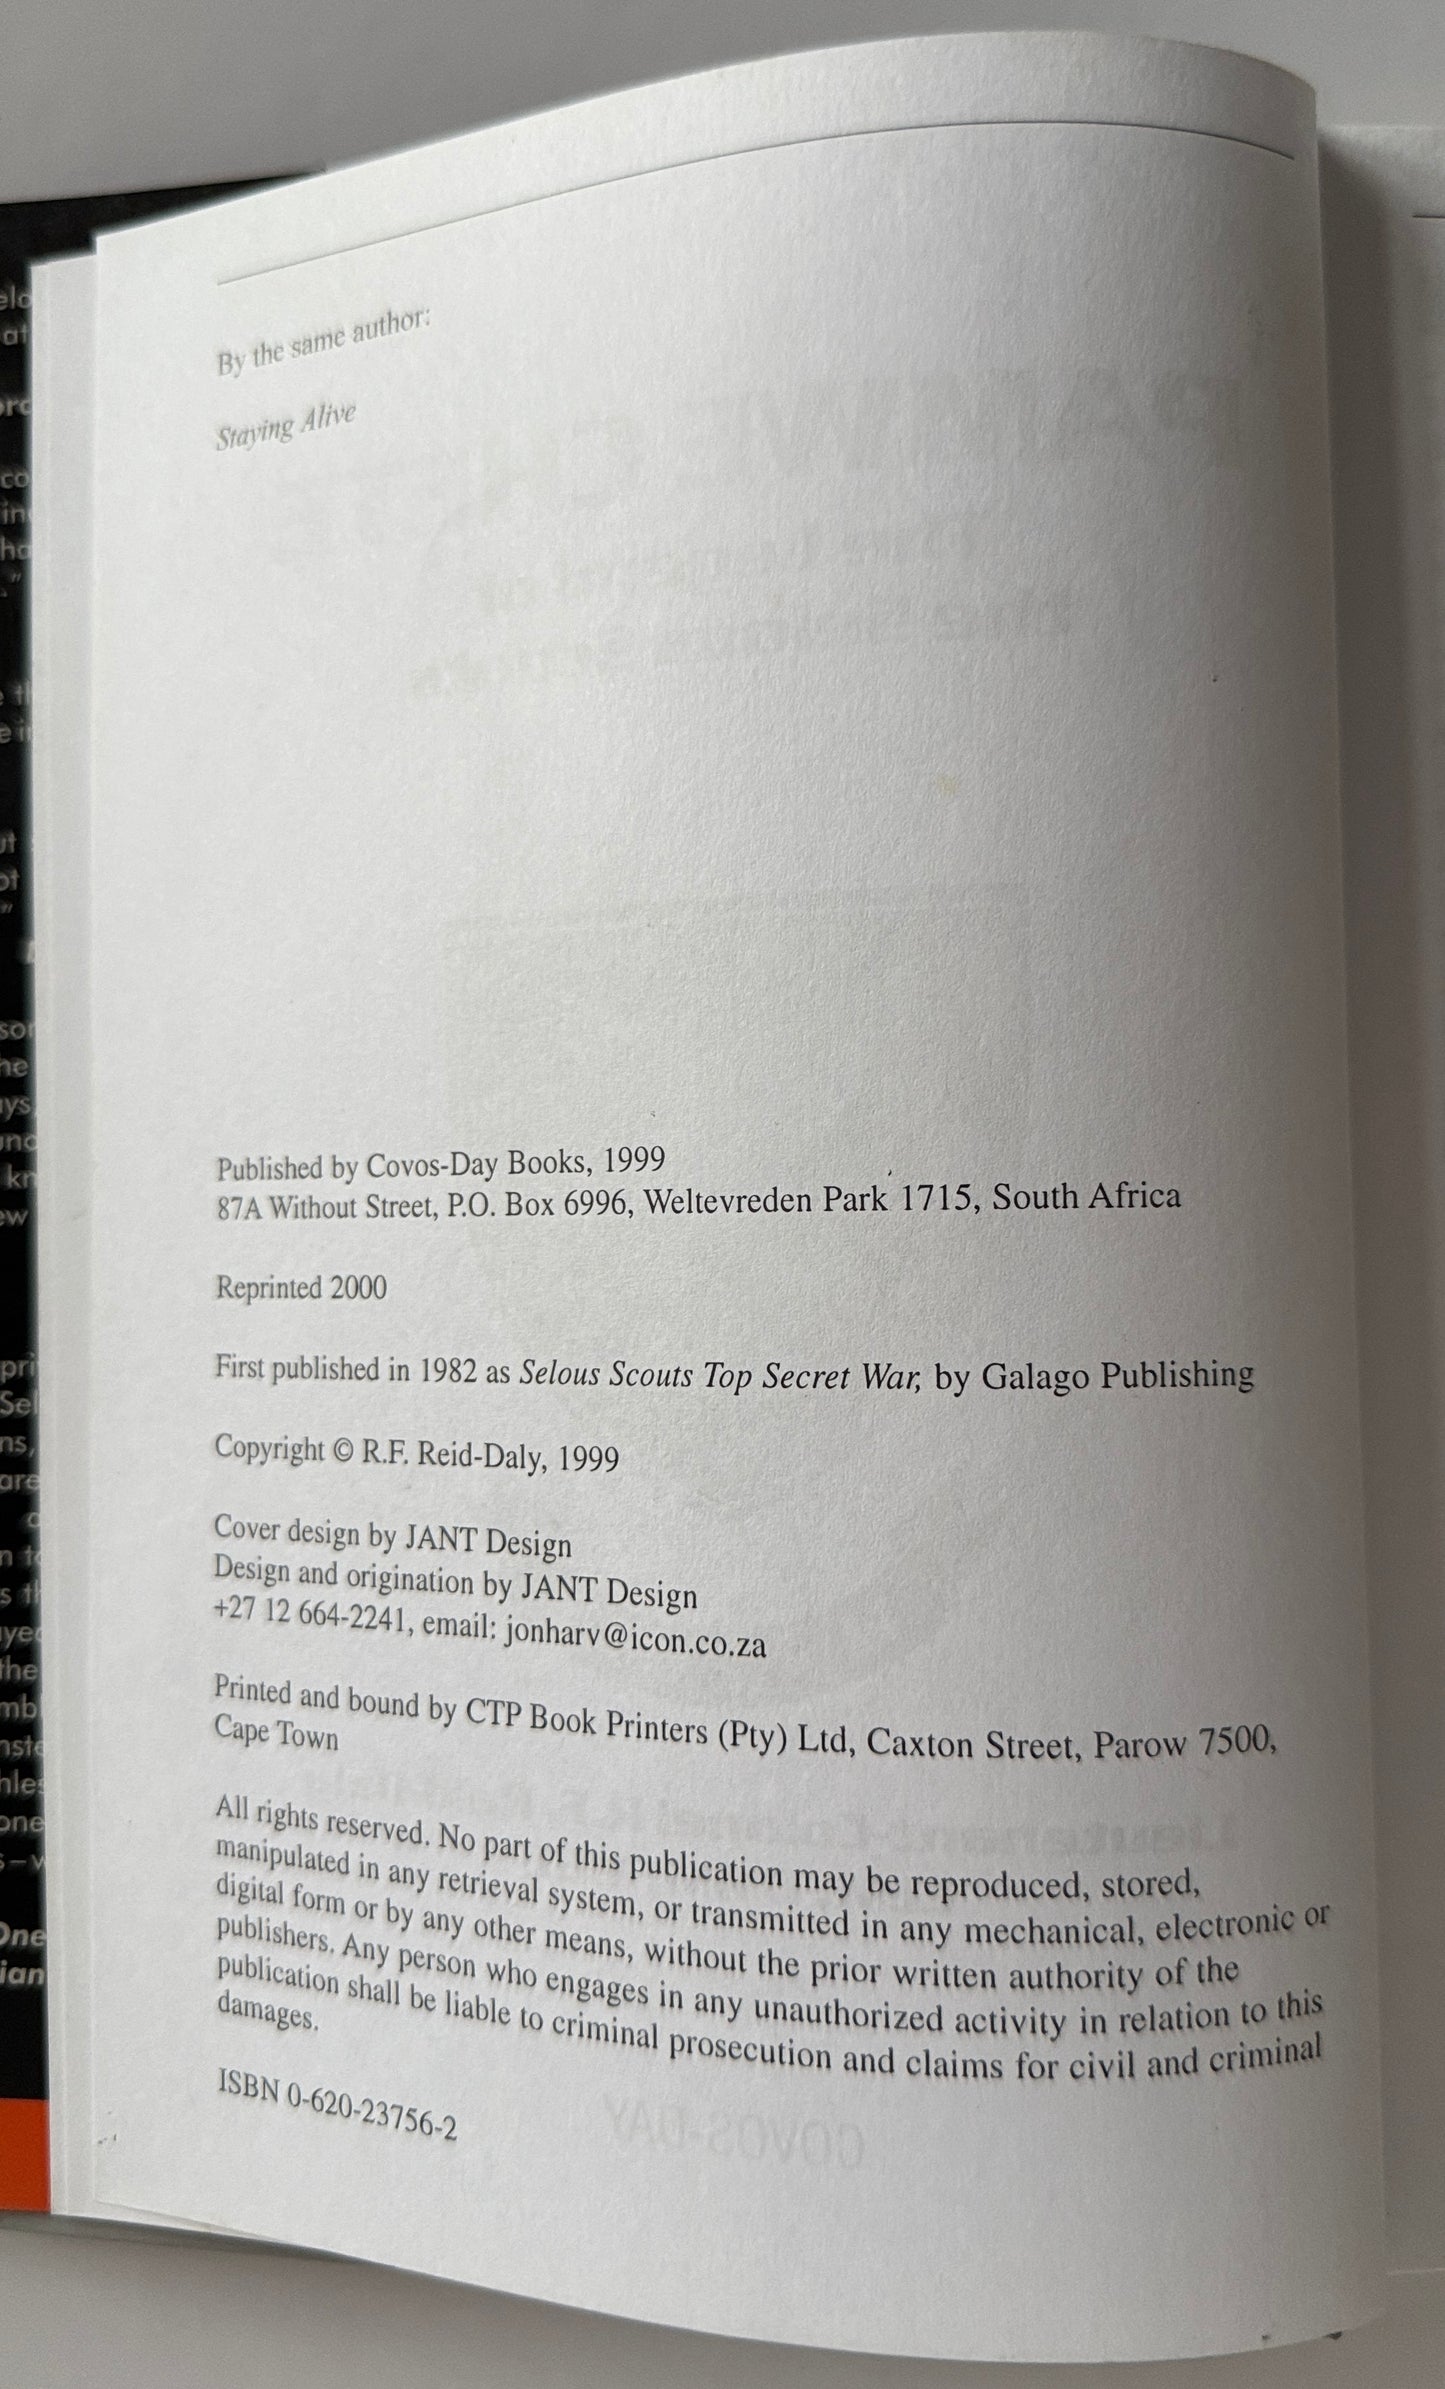 By the same author:
Staying Alive
Published by Covos-Day Books, 1999
87A Without Street, P.O. Box 6996, Weltevreden Park 1715, South Africa
Reprinted 2000
First published in 1982 as Selous Scouts Top Secret War, by Galago Publishing
Copyright © R.F. Reid-Daly, 1999
Cover design by JANT Design
Design and origination by JANT Design
+27 12 664-2241, email: jonharv@icon.co.za
Printed and bound by CTP Book Printers (Pty) Ltd, Caxton Street, Parow 7500,
Cape Town
All rights reserved. No part of this publication may be reproduced, stored,
manipulated in any retrieval system, or transmitted in any mechanical, electronic or
digital form or by any other means, without the prior written authority of the
publishers. Any person who engages in any unauthorized activity in relation to this
publication shall be liable to criminal prosecution and claims for civil and criminal
damages.
ISBN 0-620-23756-2